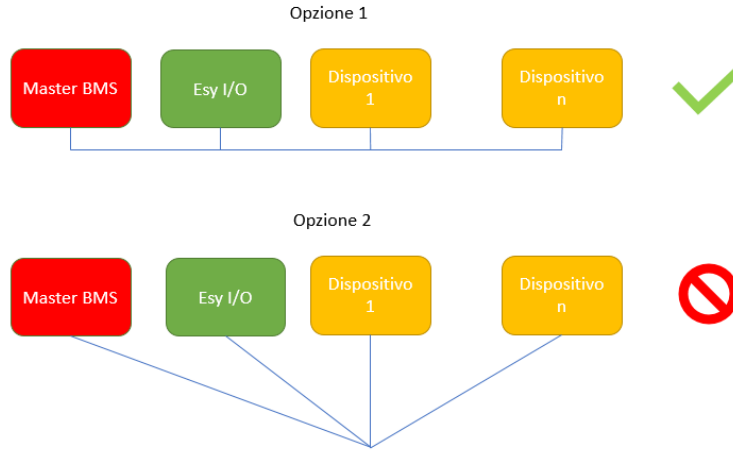 Opzione 1
Master BMS
Esy I/O
Dispositivo
1
Dispositivo
n
Opzione 2
Master BMS
Esy I/O
Dispositivo
1
Dispositivo
n